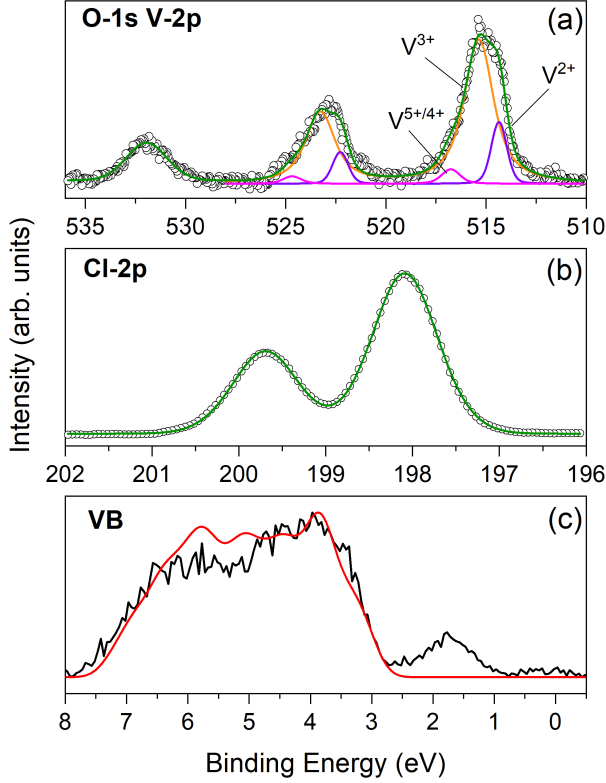 O-1s V-2p
(a)
V3+
V2+
V5+/4+
535 530 525 520 515 510
Cl-2p
(b)
Intensity (arb. units)
202 201 200 199 198 197 196
VB
(c)
8 7 6 5 4 3 2 1 0
Binding Energy (eV)